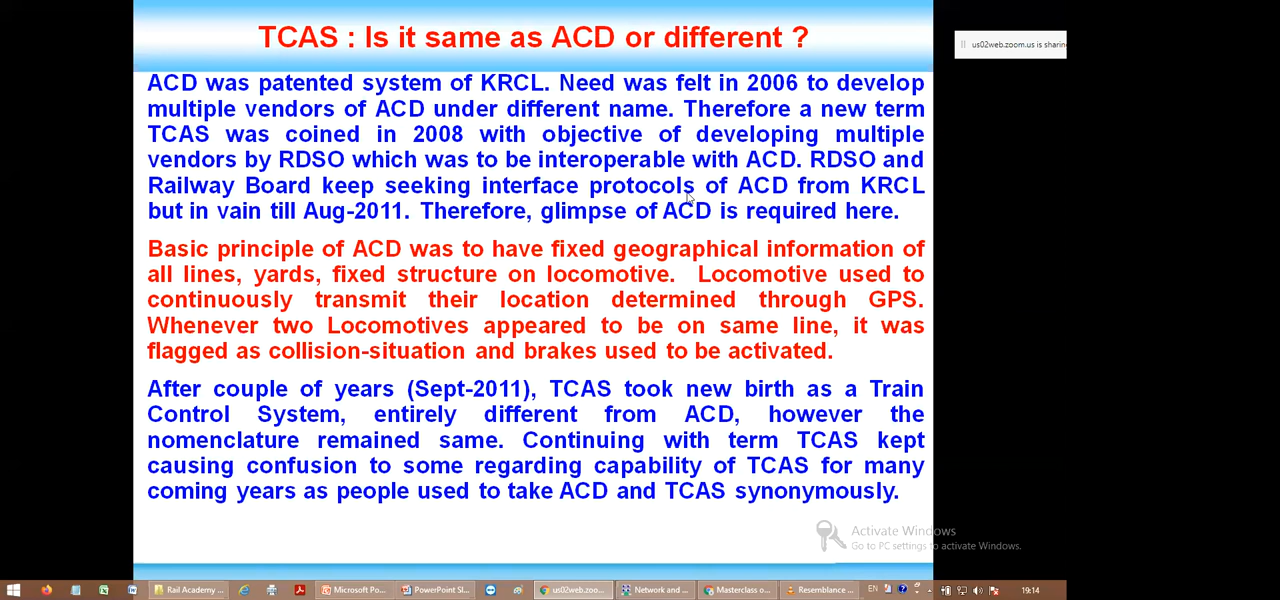 TCAS : Is it same as ACD or different ?
us02web.zoom.us is sharing
ACD was patented system of KRCL. Need was felt in 2006 to develop
multiple vendors of ACD under different name. Therefore a new term
TCAS was coined in 2008 with objective of developing multiple
vendors by RDSO which was to be interoperable with ACD. RDSO and
Railway Board keep seeking interface protocols of ACD from KRCL
but in vain till Aug-2011. Therefore, glimpse of ACD is required here.
Basic principle of ACD was to have fixed geographical information of
all lines, yards, fixed structure on locomotive. Locomotive used to
continuously transmit their location determined through GPS.
Whenever two Locomotives appeared to be on same line, it was
flagged as collision-situation and brakes used to be activated.
After couple of years (Sept-2011), TCAS took new birth as a Train
Control System, entirely different from ACD, however the
nomenclature remained same. Continuing with term TCAS kept
causing confusion to some regarding capability of TCAS for many
coming years as people used to take ACD and TCAS synonymously.
Activate Windows
Go to PC settings to activate Windows.
Rail Academy ... Microsoft Po... PowerPoint Sl... us02web.zoo... Network and ... Masterclass o... Resemblance ... EN 19:14